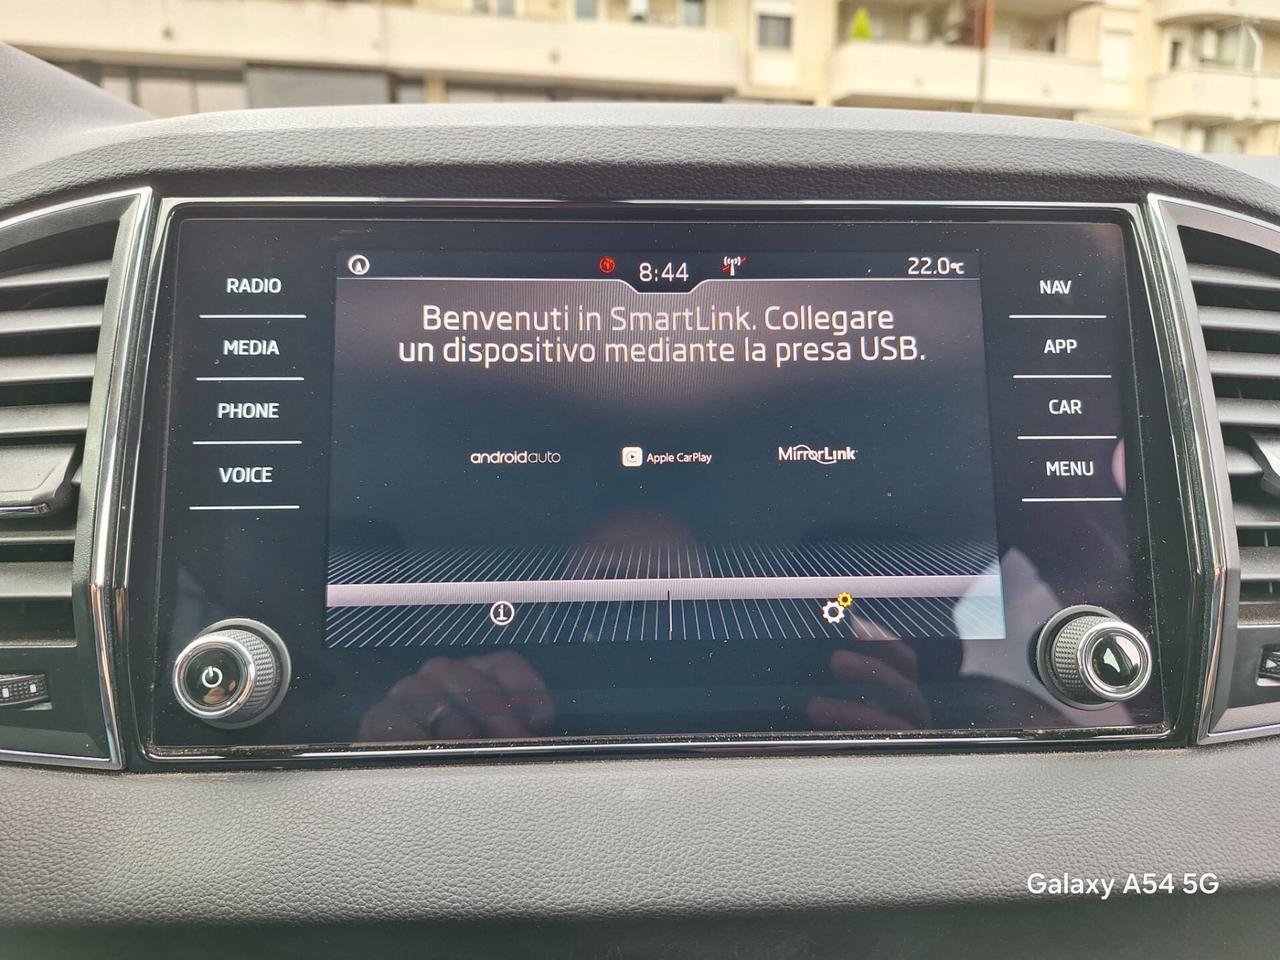 RADIO
MEDIA
PHONE
VOICE
8:44
22.0°C
Benvenuti in SmartLink. Collegare
un dispositivo mediante la presa USB.
androidauto
Apple CarPlay
MirrorLink
NAV
APP
CAR
MENU
Galaxy A54 5G